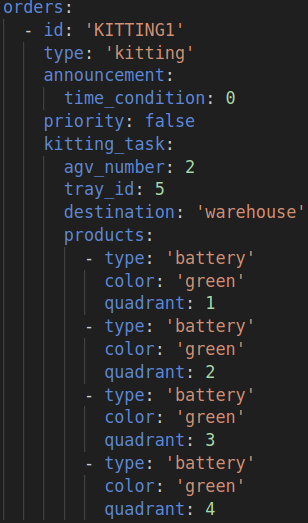 orders:
  - id: 'KITTING1'
    type: 'kitting'
    announcement:
      time_condition: 0
    priority: false
    kitting_task:
      agv_number: 2
      tray_id: 5
      destination: 'warehouse'
      products:
        - type: 'battery'
          color: 'green'
          quadrant: 1
        - type: 'battery'
          color: 'green'
          quadrant: 2
        - type: 'battery'
          color: 'green'
          quadrant: 3
        - type: 'battery'
          color: 'green'
          quadrant: 4